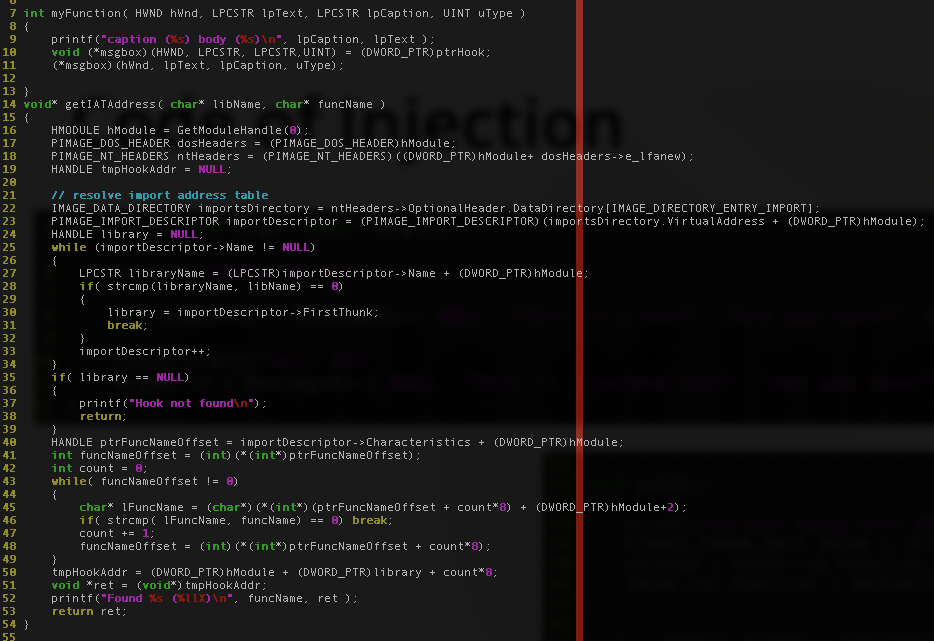 6
7 int myFunction( HWND hWnd, LPCSTR lpText, LPCSTR lpCaption, UINT uType )
8 {
9     printf("caption (%s) body (%s)\n", lpCaption, lpText );
10     void (*msgbox)(HWND, LPCSTR, LPCSTR,UINT) = (DWORD_PTR)ptrHook;
11     (*msgbox)(hWnd, lpText, lpCaption, uType);
12
13 }
14 void* getIATAddress( char* libName, char* funcName )
15 {
16     HMODULE hModule = GetModuleHandle(0);
17     PIMAGE_DOS_HEADER dosHeaders = (PIMAGE_DOS_HEADER)hModule;
18     PIMAGE_NT_HEADERS ntHeaders = (PIMAGE_NT_HEADERS)((DWORD_PTR)hModule+ dosHeaders->e_lfanew);
19     HANDLE tmpHookAddr = NULL;
20
21     // resolve import address table
22     IMAGE_DATA_DIRECTORY importsDirectory = ntHeaders->OptionalHeader.DataDirectory[IMAGE_DIRECTORY_ENTRY_IMPORT];
23     PIMAGE_IMPORT_DESCRIPTOR importDescriptor = (PIMAGE_IMPORT_DESCRIPTOR)(importsDirectory.VirtualAddress + (DWORD_PTR)hModule);
24     HANDLE library = NULL;
25     while (importDescriptor->Name != NULL)
26     {
27         LPCSTR libraryName = (LPCSTR)importDescriptor->Name + (DWORD_PTR)hModule;
28         if( strcmp(libraryName, libName) == 0)
29         {
30             library = importDescriptor->FirstThunk;
31             break;
32         }
33         importDescriptor++;
34     }
35     if( library == NULL)
36     {
37         printf("Hook not found\n");
38         return;
39     }
40     HANDLE ptrFuncNameOffset = importDescriptor->Characteristics + (DWORD_PTR)hModule;
41     int funcNameOffset = (int)(*(int*)ptrFuncNameOffset);
42     int count = 0;
43     while( funcNameOffset != 0)
44     {
45         char* lFuncName = (char*)(*(int*)(ptrFuncNameOffset + count*8) + (DWORD_PTR)hModule+2);
46         if( strcmp( lFuncName, funcName) == 0) break;
47         count += 1;
48         funcNameOffset = (int)(*(int*)ptrFuncNameOffset + count*8);
49     }
50     tmpHookAddr = (DWORD_PTR)hModule + (DWORD_PTR)library + count*8;
51     void *ret = (void*)tmpHookAddr;
52     printf("Found %s (%llX)\n", funcName, ret );
53     return ret;
54 }
55
Injection